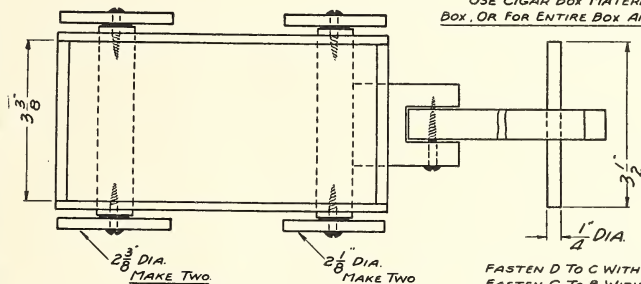 USE CIGAR BOX MATER
BOX, OR FOR ENTIRE BOX A
3 3/8"
3 1/2"
1/4" DIA.
2 3/8" DIA.
MAKE TWO.
2 1/8" DIA.
MAKE TWO
FASTEN D TO C WITH
FASTEN C TO B WITH